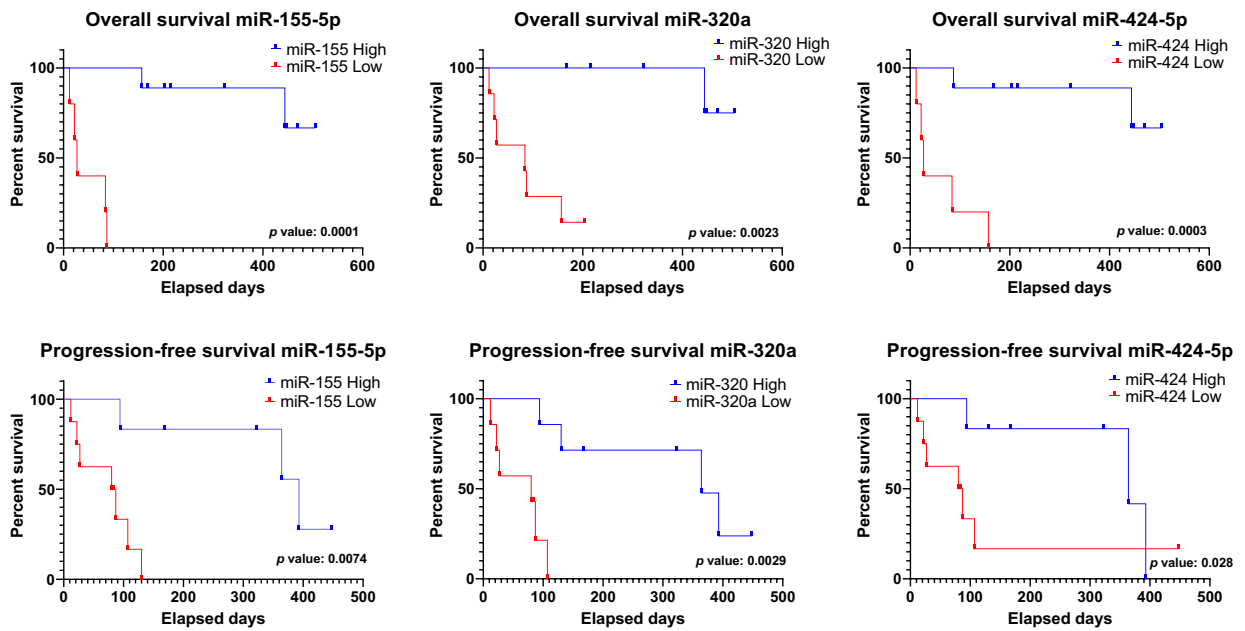 Overall survival miR-155-5p
miR-155 High
miR-155 Low
Percent survival
100
50
0
p value: 0.0001
0 200 400 600
Elapsed days
Overall survival miR-320a
miR-320 High
miR-320 Low
Percent survival
100
50
0
p value: 0.0023
0 200 400 600
Elapsed days
Overall survival miR-424-5p
miR-424 High
miR-424 Low
Percent survival
100
50
0
p value: 0.0003
0 200 400 600
Elapsed days
Progression-free survival miR-155-5p
miR-155 High
miR-155 Low
Percent survival
100
50
0
p value: 0.0074
0 100 200 300 400 500
Elapsed days
Progression-free survival miR-320a
miR-320 High
miR-320a Low
Percent survival
100
50
0
p value: 0.0029
0 100 200 300 400 500
Elapsed days
Progression-free survival miR-424-5p
miR-424 High
miR-424 Low
Percent survival
100
50
0
p value: 0.028
0 100 200 300 400 500
Elapsed days